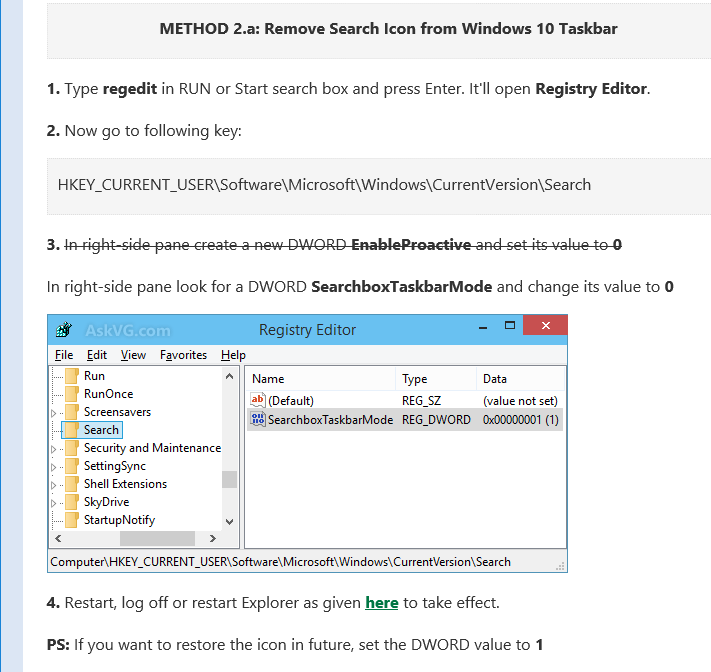 METHOD 2.a: Remove Search Icon from Windows 10 Taskbar
1. Type regedit in RUN or Start search box and press Enter. It'll open Registry Editor.
2. Now go to following key:
HKEY_CURRENT_USER\Software\Microsoft\Windows\CurrentVersion\Search
3. In right-side pane create a new DWORD EnableProactive and set its value to 0
In right-side pane look for a DWORD SearchboxTaskbarMode and change its value to 0
AskVG.com Registry Editor
File Edit View Favorites Help
Run
RunOnce
Screensavers
Search
Security and Maintenance
SettingSync
Shell Extensions
SkyDrive
StartupNotify
Name Type Data
(Default) REG_SZ (value not set)
SearchboxTaskbarMode REG_DWORD 0x00000001 (1)
Computer\HKEY_CURRENT_USER\Software\Microsoft\Windows\CurrentVersion\Search
4. Restart, log off or restart Explorer as given here to take effect.
PS: If you want to restore the icon in future, set the DWORD value to 1